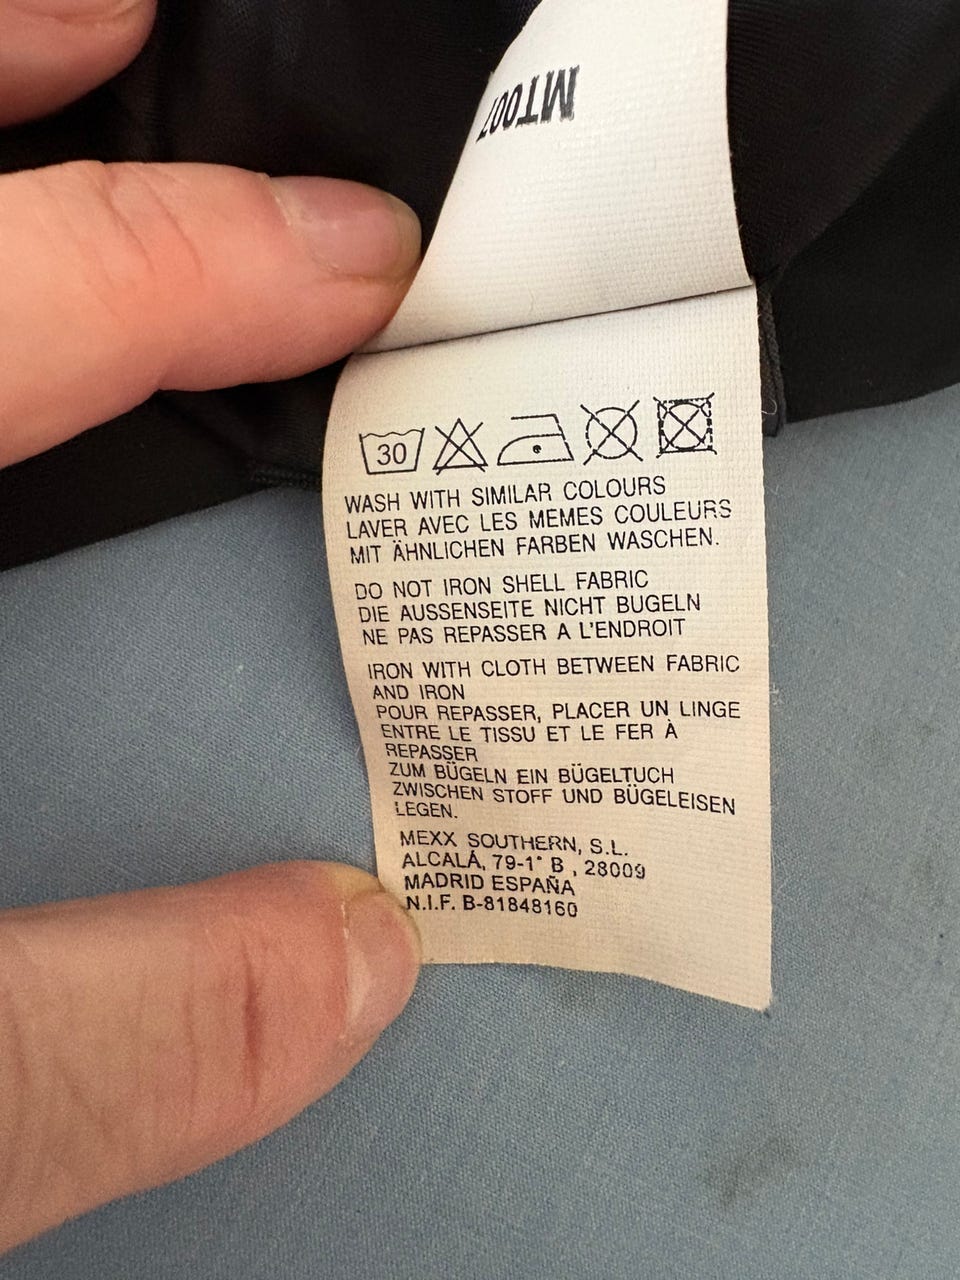 MT007
30
WASH WITH SIMILAR COLOURS
LAVER AVEC LES MEMES COULEURS
MIT ÄHNLICHEN FARBEN WASCHEN.
DO NOT IRON SHELL FABRIC
DIE AUSSENSEITE NICHT BUGELN
NE PAS REPASSER A L'ENDROIT
IRON WITH CLOTH BETWEEN FABRIC
AND IRON
POUR REPASSER, PLACER UN LINGE
ENTRE LE TISSU ET LE FER À
REPASSER
ZUM BÜGELN EIN BÜGELTUCH
ZWISCHEN STOFF UND BÜGELEISEN
LEGEN.
MEXX SOUTHERN, S.L.
ALCALÁ, 79-1° B , 28009
MADRID ESPAÑA
N.I.F. B-81848160